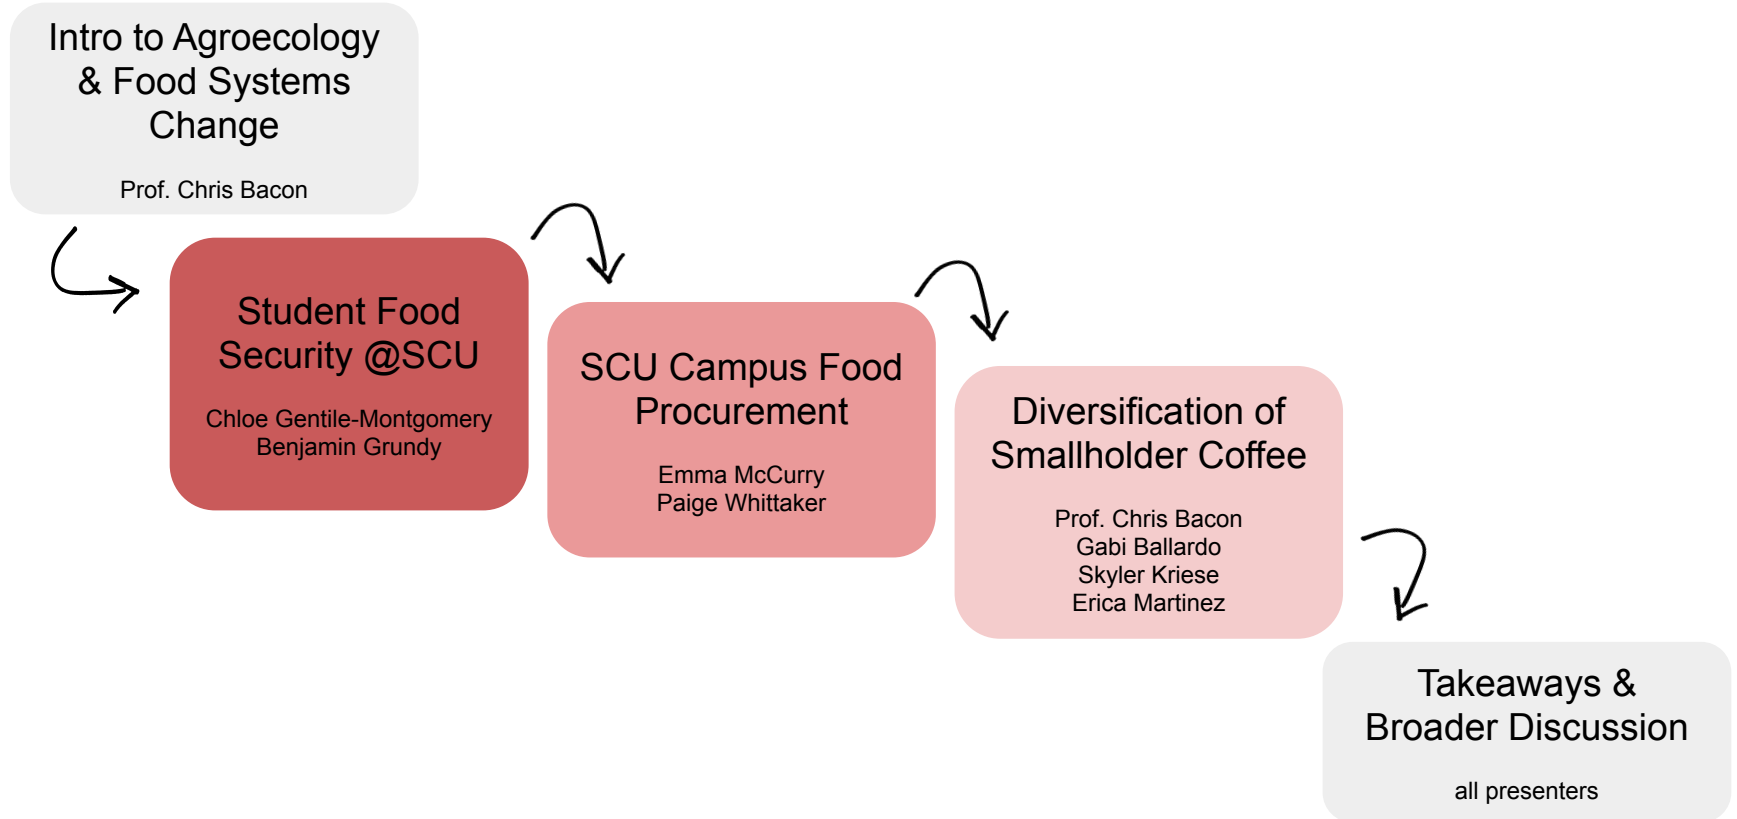 Intro to Agroecology
& Food Systems
Change
Prof. Chris Bacon
Student Food
Security @SCU
Chloe Gentile-Montgomery
Benjamin Grundy
SCU Campus Food
Procurement
Emma McCurry
Paige Whittaker
Diversification of
Smallholder Coffee
Prof. Chris Bacon
Gabi Ballardo
Skyler Kriese
Erica Martinez
Takeaways &
Broader Discussion
all presenters